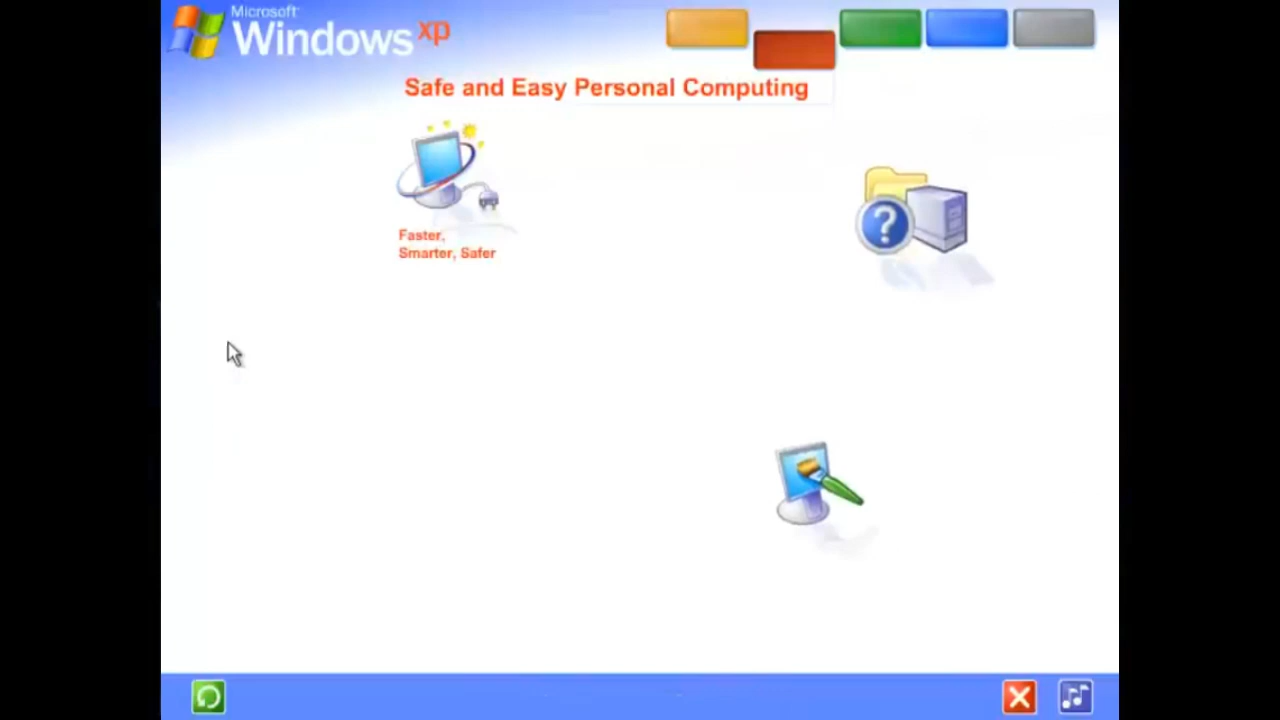 Microsoft
Windows xp
Safe and Easy Personal Computing
Faster,
Smarter, Safer
?